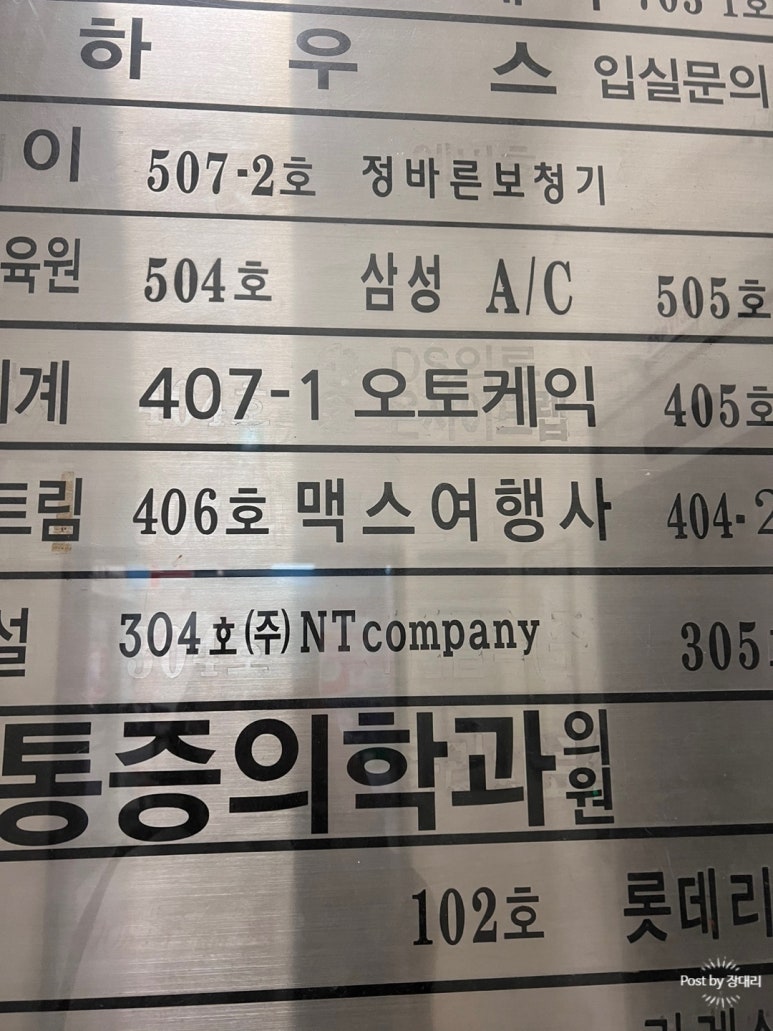 하 우 스 입실문의
이 507-2호 정바른보청기
육원 504호 삼성 A/C 505호
계 407-1 오토케익 405호
트림 406호 맥스여행사 404-2
설 304호 (주) NTcompany 305
통증의학과 의원
102호 롯데리
Post by 장대리